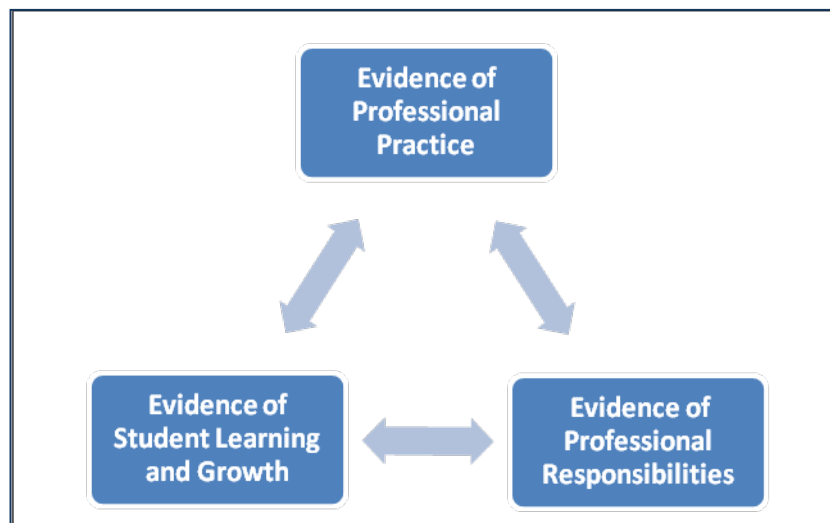 Evidence of
Professional
Practice
Evidence of
Student Learning
and Growth
Evidence of
Professional
Responsibilities